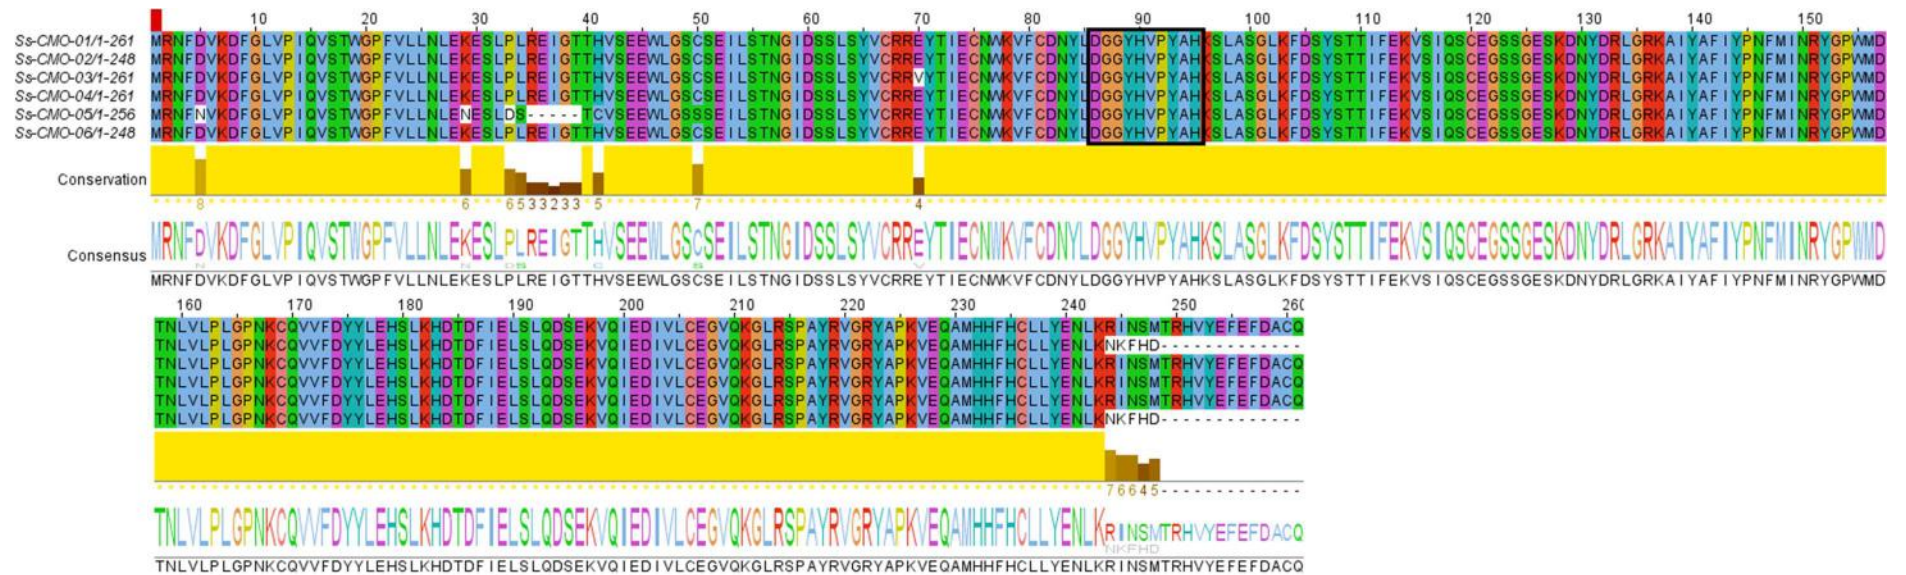 10 20 30 40 50 60 70 80 90 100 110 120 130 140 150
Ss-CMO-01/1-261 MRNFDVKDFGLVPIQVSTWGPFVLLNLEKESLPLREIGTTHVSEEWLGSCSEILSTNGIDSSLSYVCRREYTIECNWKVFCDNYLDGGYHVPYAHKSLASGLKFDSYSTTIFEKVSIQSCEGSSGESKDNYDRLGRKAIYAFIYPNFMINRYGPWMD
Ss-CMO-02/1-248 MRNFDVKDFGLVPIQVSTWGPFVLLNLEKESLPLREIGTTHVSEEWLGSCSEILSTNGIDSSLSYVCRREYTIECNWKVFCDNYLDGGYHVPYAHKSLASGLKFDSYSTTIFEKVSIQSCEGSSGESKDNYDRLGRKAIYAFIYPNFMINRYGPWMD
Ss-CMO-03/1-261 MRNFDVKDFGLVPIQVSTWGPFVLLNLEKESLPLREIGTTHVSEEWLGSCSEILSTNGIDSSLSYVCRRVYTIECNWKVFCDNYLDGGYHVPYAHKSLASGLKFDSYSTTIFEKVSIQSCEGSSGESKDNYDRLGRKAIYAFIYPNFMINRYGPWMD
Ss-CMO-04/1-261 MRNFDVKDFGLVPIQVSTWGPFVLLNLEKESLPLREIGTTHVSEEWLGSCSEILSTNGIDSSLSYVCRREYTIECNWKVFCDNYLDGGYHVPYAHKSLASGLKFDSYSTTIFEKVSIQSCEGSSGESKDNYDRLGRKAIYAFIYPNFMINRYGPWMD
Ss-CMO-05/1-256 MRNFNVKDFGLVPIQVSTWGPFVLLNLENESLDS-----TCVSEEWLGSSSEILSTNGIDSSLSYVCRREYTIECNWKVFCDNYLDGGYHVPYAHKSLASGLKFDSYSTTIFEKVSIQSCEGSSGESKDNYDRLGRKAIYAFIYPNFMINRYGPWMD
Ss-CMO-06/1-248 MRNFDVKDFGLVPIQVSTWGPFVLLNLEKESLPLREIGTTHVSEEWLGSCSEILSTNGIDSSLSYVCRREYTIECNWKVFCDNYLDGGYHVPYAHKSLASGLKFDSYSTTIFEKVSIQSCEGSSGESKDNYDRLGRKAIYAFIYPNFMINRYGPWMD
Conservation
8 6 6533233 5 7 4
Consensus MRNFDVKDFGLVPIQVSTWGPFVLLNLEKESLPLREIGTTHVSEEWLGSCSEILSTNGIDSSLSYVCRREYTIECNWKVFCDNYLDGGYHVPYAHKSLASGLKFDSYSTTIFEKVSIQSCEGSSGESKDNYDRLGRKAIYAFIYPNFMINRYGPWMD
N N DS C S V
MRNFDVKDFGLVPIQVSTWGPFVLLNLEKESLPLREIGTTHVSEEWLGSCSEILSTNGIDSSLSYVCRREYTIECNWKVFCDNYLDGGYHVPYAHKSLASGLKFDSYSTTIFEKVSIQSCEGSSGESKDNYDRLGRKAIYAFIYPNFMINRYGPWMD
160 170 180 190 200 210 220 230 240 250 260
TNLVLPLGPNKCQVVFDYYLEHSLKHDTDFIELSLQDSEKVQIEDIVLCEGVQKGLRSPAYRVGRYAPKVEQAMHHFHCLLYENLKRINSMTRHVYEFEFDACQ
TNLVLPLGPNKCQVVFDYYLEHSLKHDTDFIELSLQDSEKVQIEDIVLCEGVQKGLRSPAYRVGRYAPKVEQAMHHFHCLLYENLKNKFHD-------------
TNLVLPLGPNKCQVVFDYYLEHSLKHDTDFIELSLQDSEKVQIEDIVLCEGVQKGLRSPAYRVGRYAPKVEQAMHHFHCLLYENLKRINSMTRHVYEFEFDACQ
TNLVLPLGPNKCQVVFDYYLEHSLKHDTDFIELSLQDSEKVQIEDIVLCEGVQKGLRSPAYRVGRYAPKVEQAMHHFHCLLYENLKRINSMTRHVYEFEFDACQ
TNLVLPLGPNKCQVVFDYYLEHSLKHDTDFIELSLQDSEKVQIEDIVLCEGVQKGLRSPAYRVGRYAPKVEQAMHHFHCLLYENLKRINSMTRHVYEFEFDACQ
TNLVLPLGPNKCQVVFDYYLEHSLKHDTDFIELSLQDSEKVQIEDIVLCEGVQKGLRSPAYRVGRYAPKVEQAMHHFHCLLYENLKNKFHD-------------
76645-------------
TNLVLPLGPNKCQVVFDYYLEHSLKHDTDFIELSLQDSEKVQIEDIVLCEGVQKGLRSPAYRVGRYAPKVEQAMHHFHCLLYENLKRINSMTRHVYEFEFDACQ
NKFHD
TNLVLPLGPNKCQVVFDYYLEHSLKHDTDFIELSLQDSEKVQIEDIVLCEGVQKGLRSPAYRVGRYAPKVEQAMHHFHCLLYENLKRINSMTRHVYEFEFDACQ